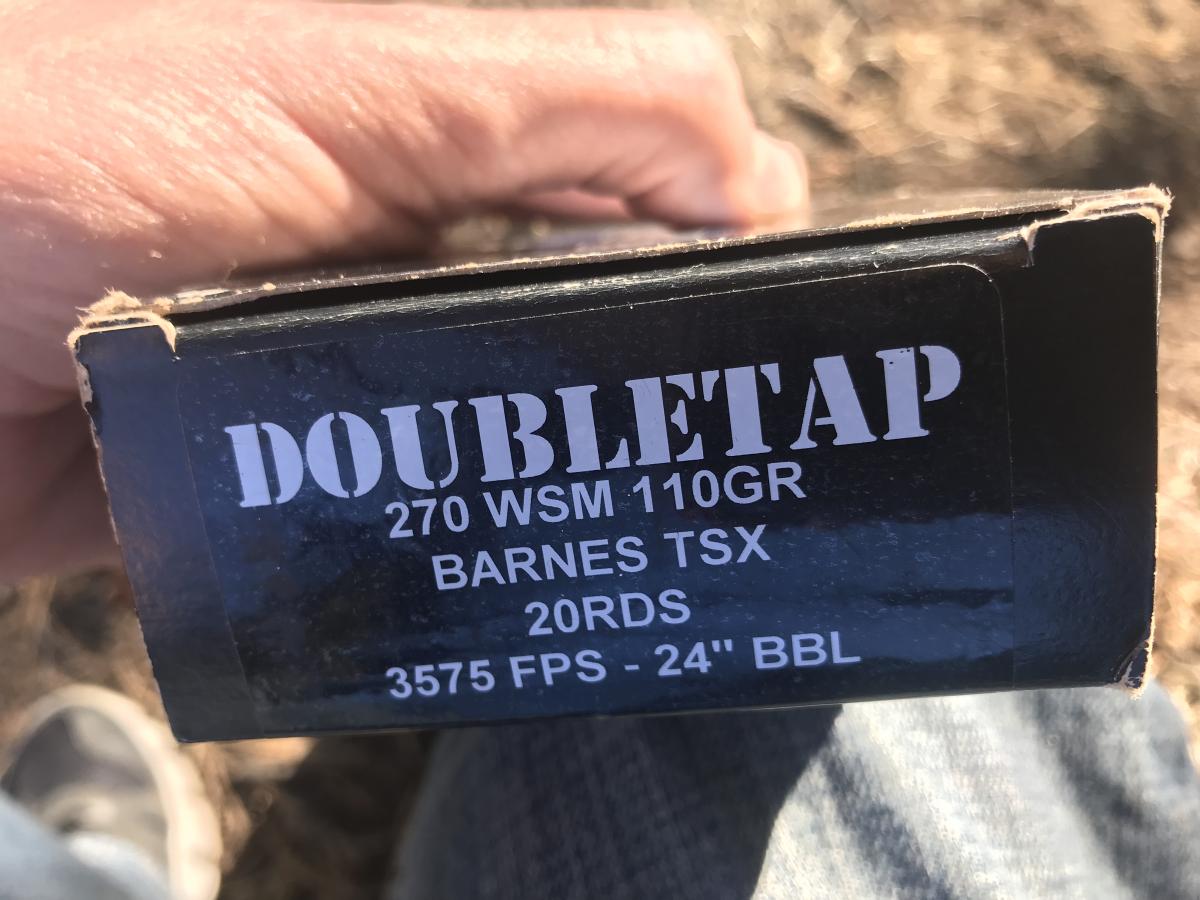 DOUBLETAP
270 WSM 110GR
BARNES TSX
20RDS
3575 FPS - 24" BBL